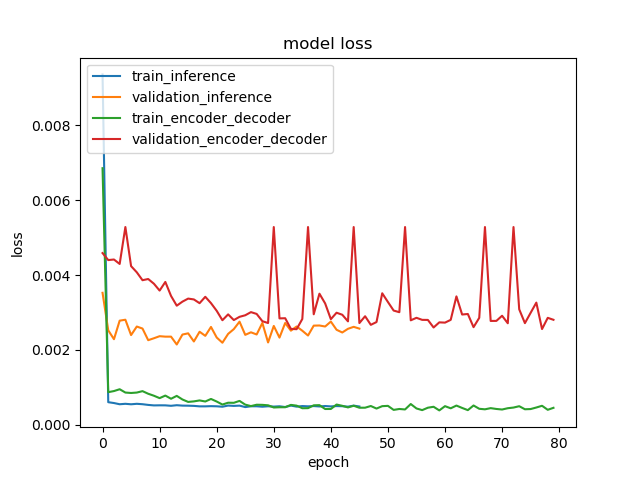 model loss
train_inference
validation_inference
train_encoder_decoder
validation_encoder_decoder
0.008
0.006
0.004
0.002
0.000
loss
0 10 20 30 40 50 60 70 80
epoch